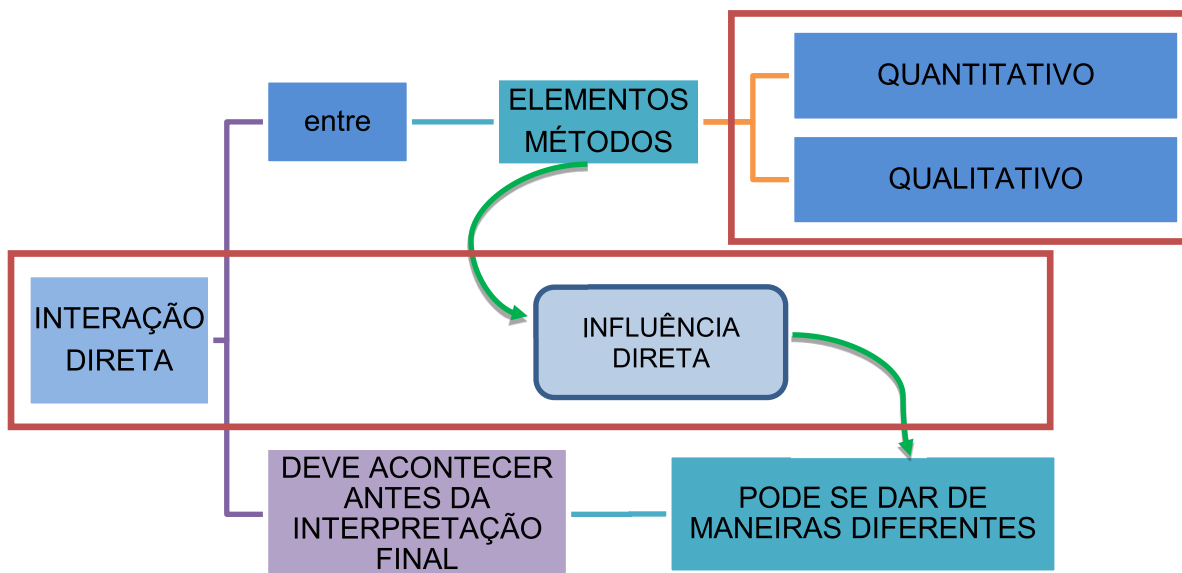 QUANTITATIVO
ELEMENTOS
MÉTODOS
entre
QUALITATIVO
INTERAÇÃO
DIRETA
INFLUÊNCIA
DIRETA
DEVE ACONTECER
ANTES DA
INTERPRETAÇÃO
FINAL
PODE SE DAR DE
MANEIRAS DIFERENTES